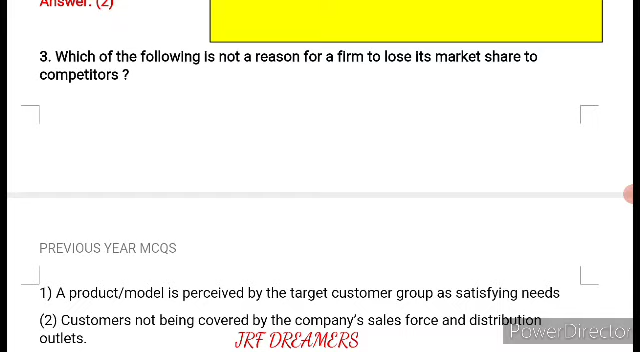 Answer. (2)
3. Which of the following is not a reason for a firm to lose its market share to
competitors ?
PREVIOUS YEAR MCQS
1) A product/model is perceived by the target customer group as satisfying needs
(2) Customers not being covered by the company's sales force and distribution
outlets.
JRF DREAMERS
PowerDirector